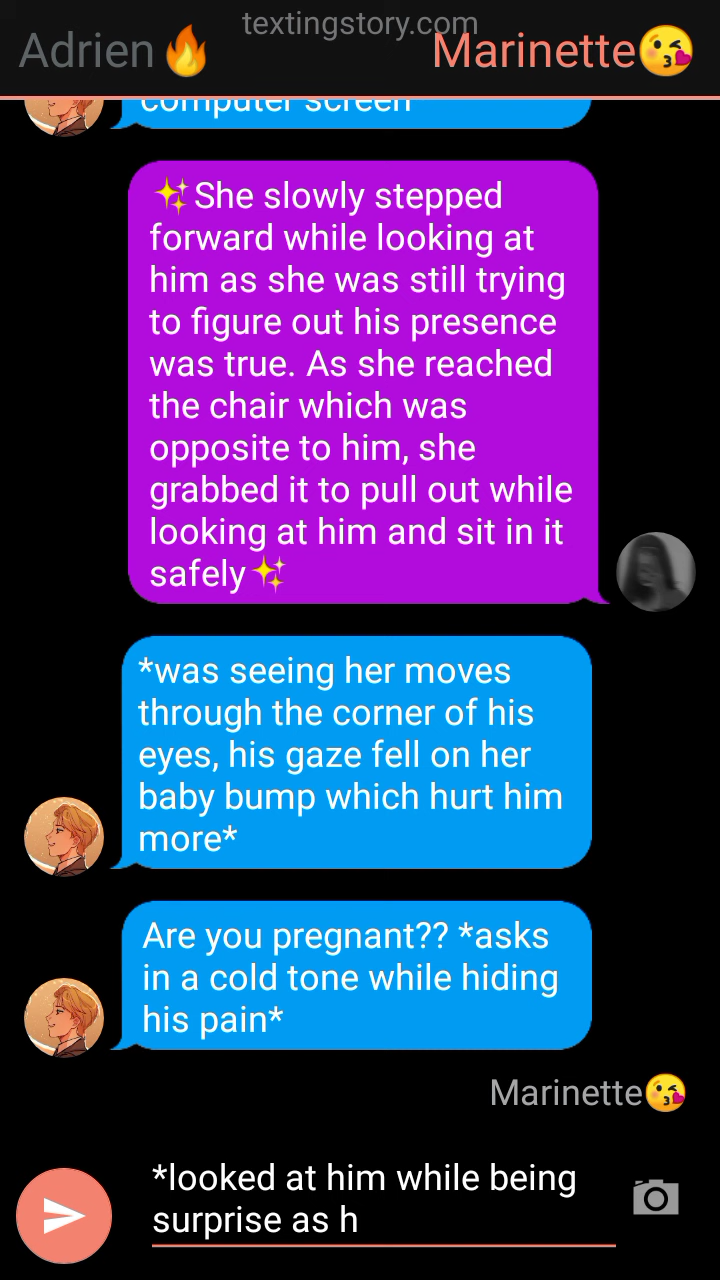 textingstory.com
Adrien🔥 Marinette😘
computer screen
✨She slowly stepped
forward while looking at
him as she was still trying
to figure out his presence
was true. As she reached
the chair which was
opposite to him, she
grabbed it to pull out while
looking at him and sit in it
safely✨
*was seeing her moves
through the corner of his
eyes, his gaze fell on her
baby bump which hurt him
more*
Are you pregnant?? *asks
in a cold tone while hiding
his pain*
Marinette😘
*looked at him while being
surprise as h